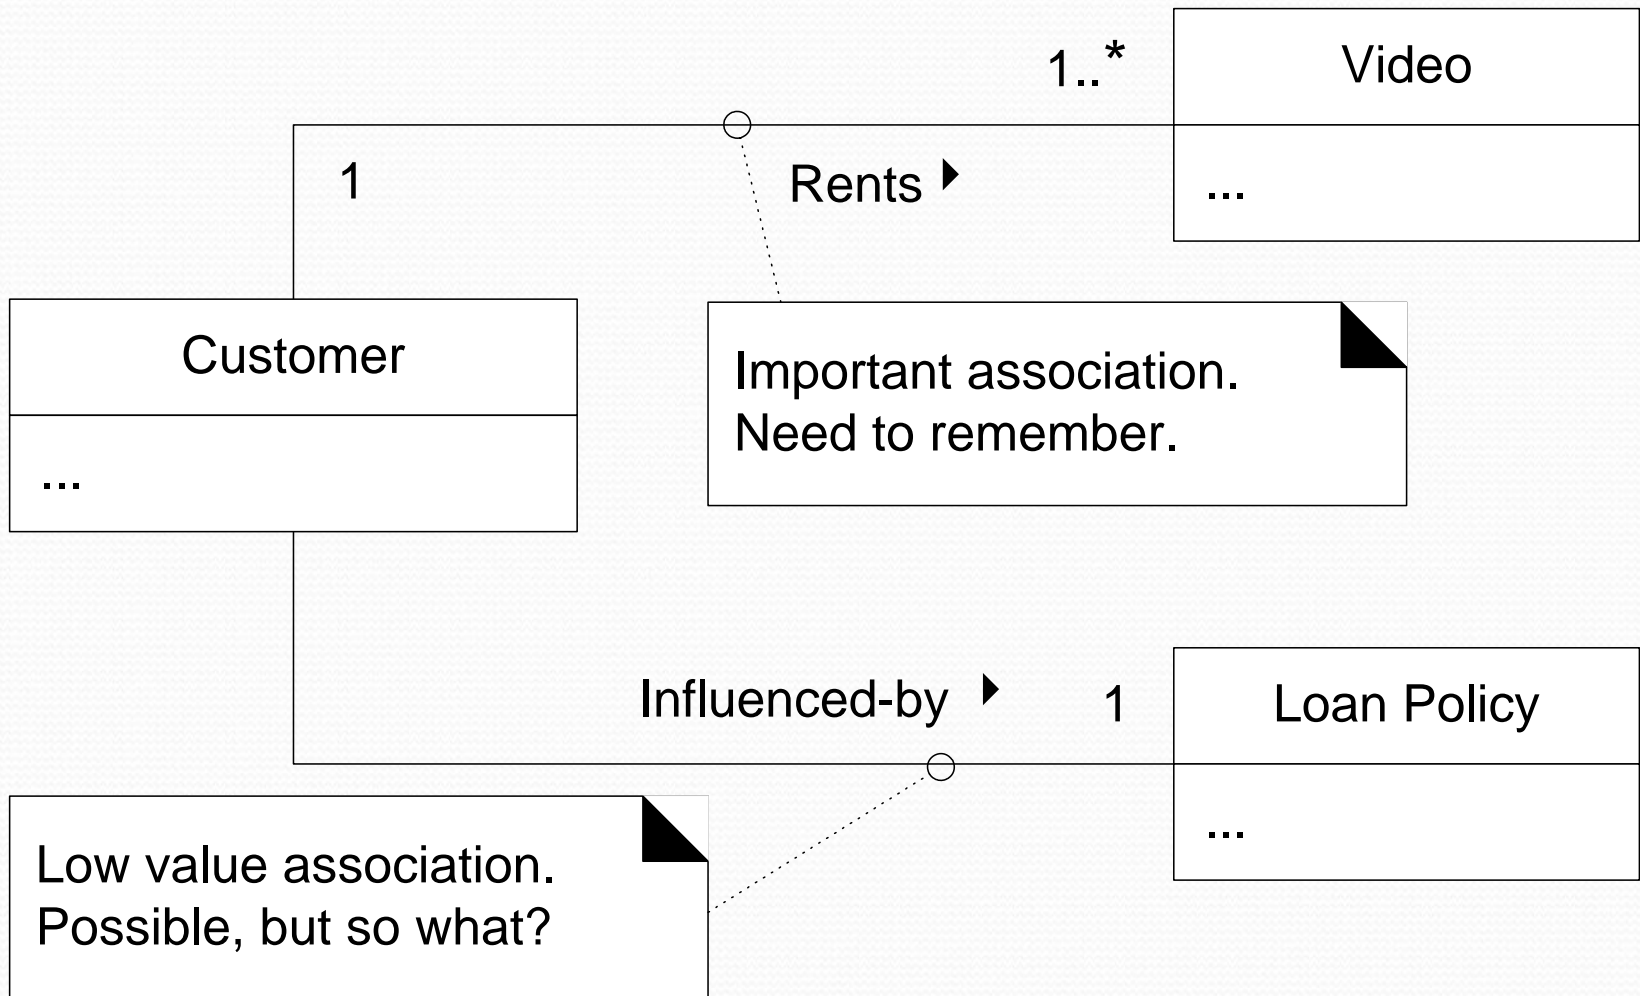 1..*
Video
1
Rents
...
Customer
Important association.
Need to remember.
...
Influenced-by
1
Loan Policy
...
Low value association.
Possible, but so what?